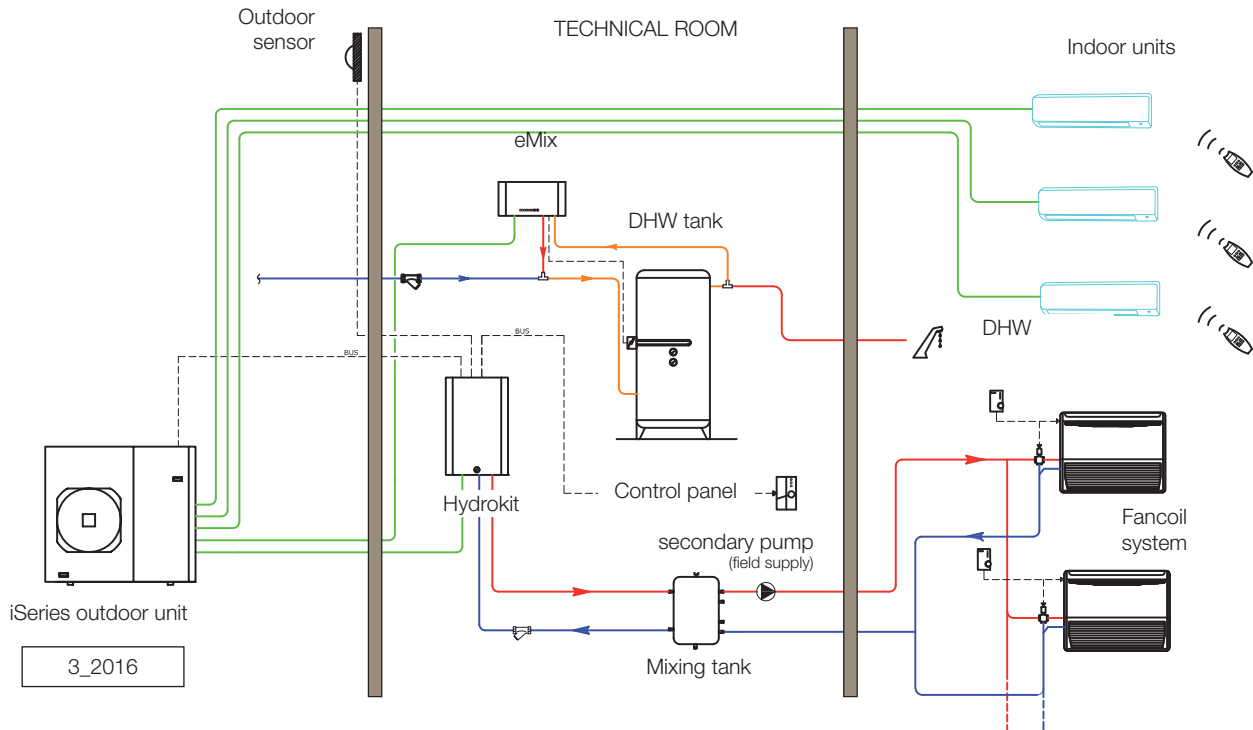 Outdoor
sensor
TECHNICAL ROOM
Indoor units
eMix
DHW tank
DHW
BUS
BUS
Hydrokit
Control panel
secondary pump
(field supply)
Fancoil
system
iSeries outdoor unit
Mixing tank
3_2016